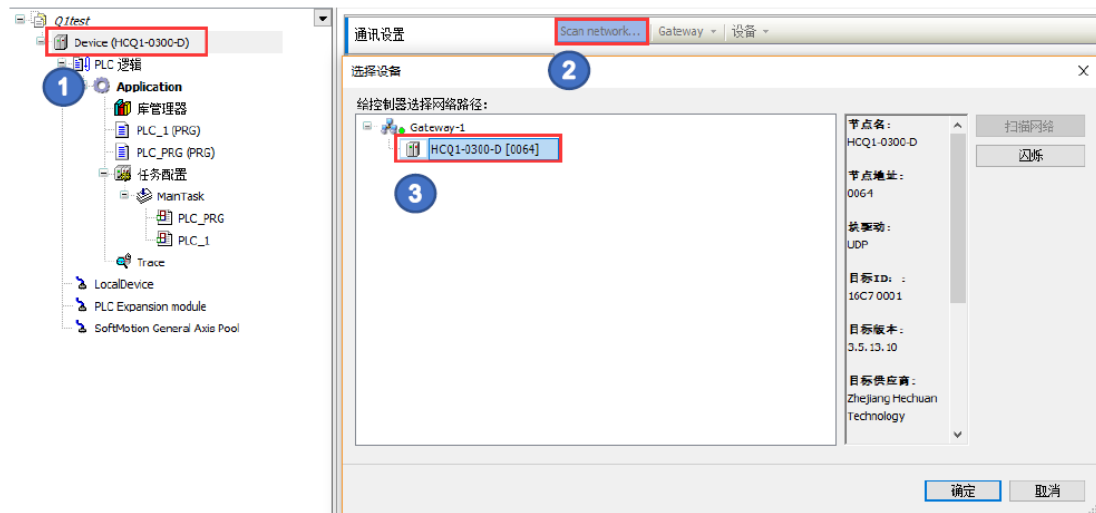 Q1test
Device (HCQ1-0300-D)
PLC 逻辑
1
Application
库管理器
PLC_1 (PRG)
PLC_PRG (PRG)
任务配置
MainTask
PLC_PRG
PLC_1
Trace
LocalDevice
PLC Expansion module
SoftMotion General Axis Pool
通讯设置
Scan network...
Gateway
设备
2
选择设备
给控制器选择网络路径:
Gateway-1
HCQ1-0300-D [0064]
3
节点名:
HCQ1-0300-D
节点地址:
0064
块驱动:
UDP
目标ID: :
16C7 0001
目标版本:
3.5.13.10
目标供应商:
Zhejiang Hechuan
Technology
扫描网络
闪烁
确定
取消